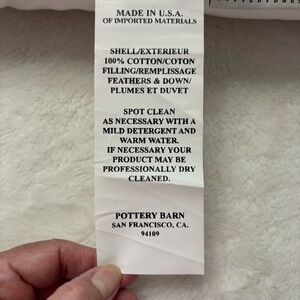 MADE IN U.S.A.
OF IMPORTED MATERIALS
SHELL/EXTERIEUR
100% COTTON/COTON
FILLING/REMPLISSAGE
FEATHERS & DOWN/
PLUMES ET DUVET
SPOT CLEAN
AS NECESSARY WITH A
MILD DETERGENT AND
WARM WATER.
IF NECESSARY YOUR
PRODUCT MAY BE
PROFESSIONALLY DRY
CLEANED.
POTTERY BARN
SAN FRANCISCO, CA.
94109